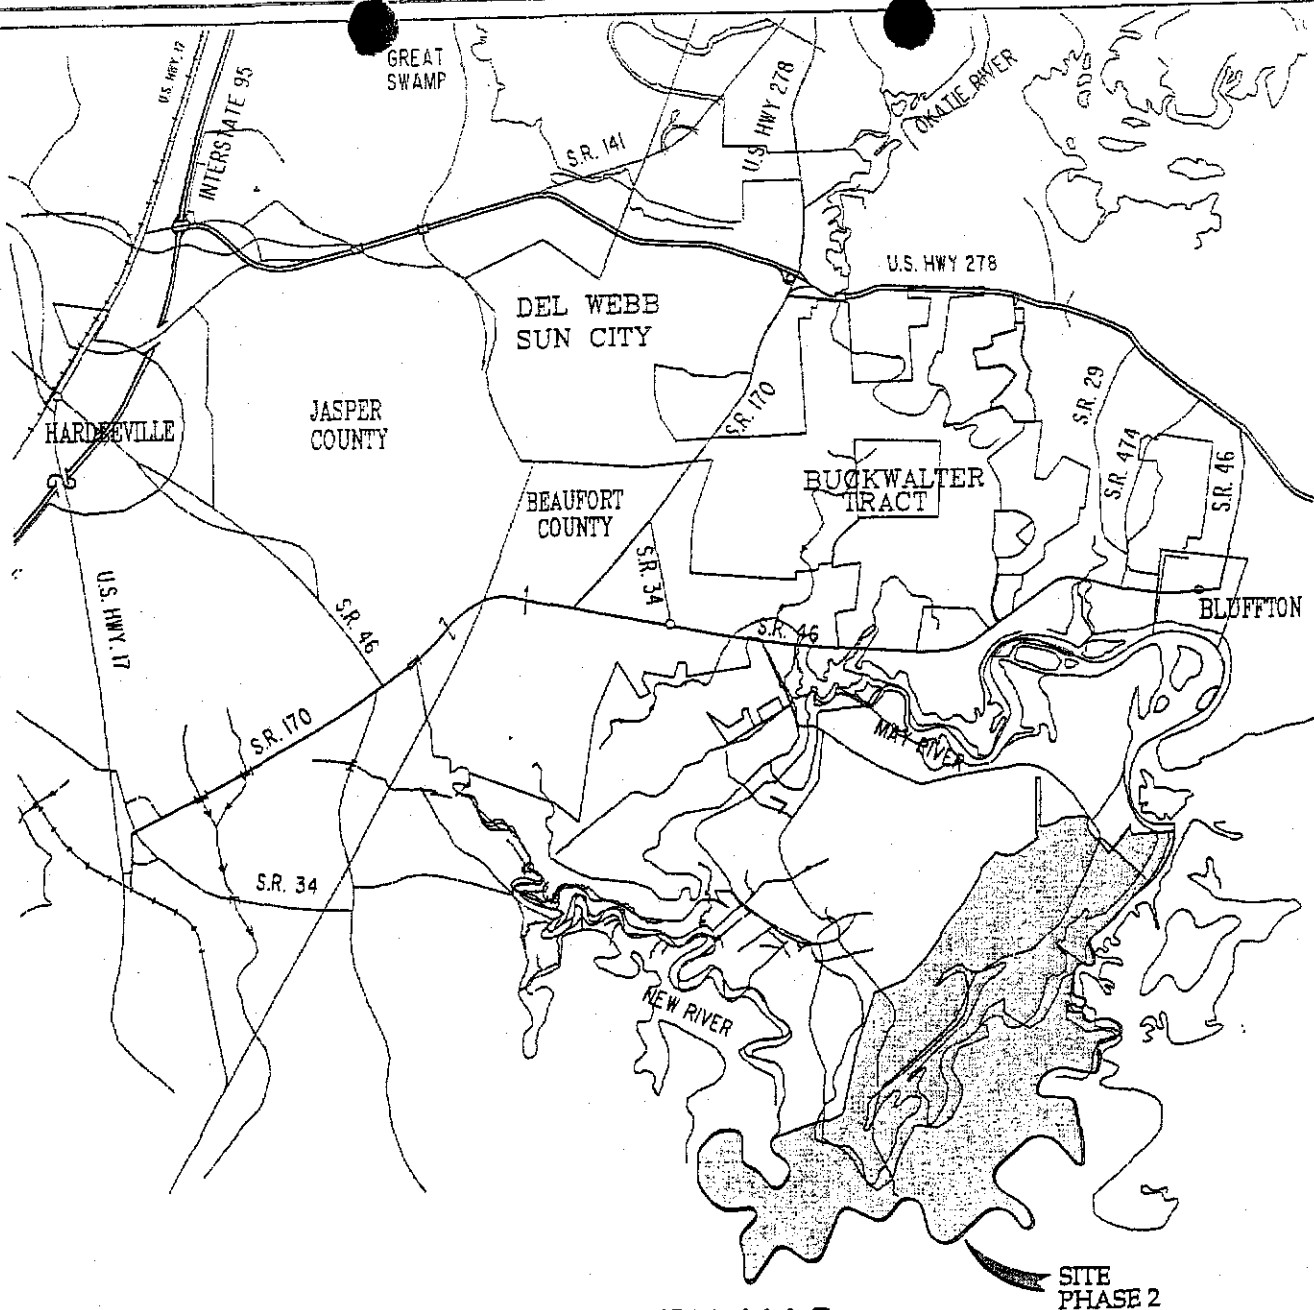 GREAT
SWAMP
U.S. HWY. 17
INTERSTATE 95
U.S. HWY 278
OKATIE RIVER
S.R. 141
U.S. HWY 278
DEL WEBB
SUN CITY
JASPER
COUNTY
HARDEEVILLE
S.R. 170
S.R. 29
S.R. 474
S.R. 46
BUCKWALTER
TRACT
BEAUFORT
COUNTY
S.R. 34
U.S. HWY. 17
S.R. 46
S.R. 46
BLUFFTON
S.R. 170
MAY RIVER
S.R. 34
NEW RIVER
SITE
PHASE 2